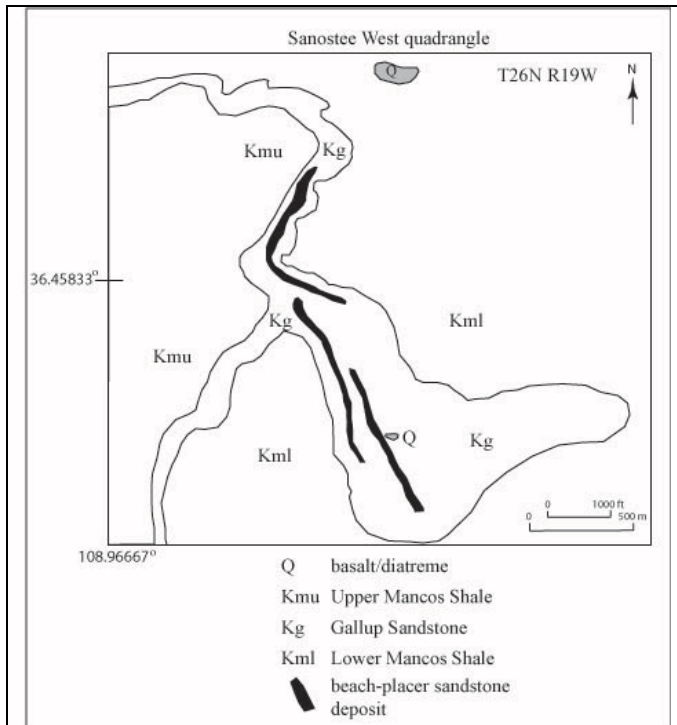 Sanostee West quadrangle
Q
T26N R19W
N
Kmu
Kg
36.45833°
Kg
Kml
Kmu
Q
Kg
Kml
0 1000 ft
0 500 m
108.96667°
Q basalt/diatreme
Kmu Upper Mancos Shale
Kg Gallup Sandstone
Kml Lower Mancos Shale
beach-placer sandstone
deposit